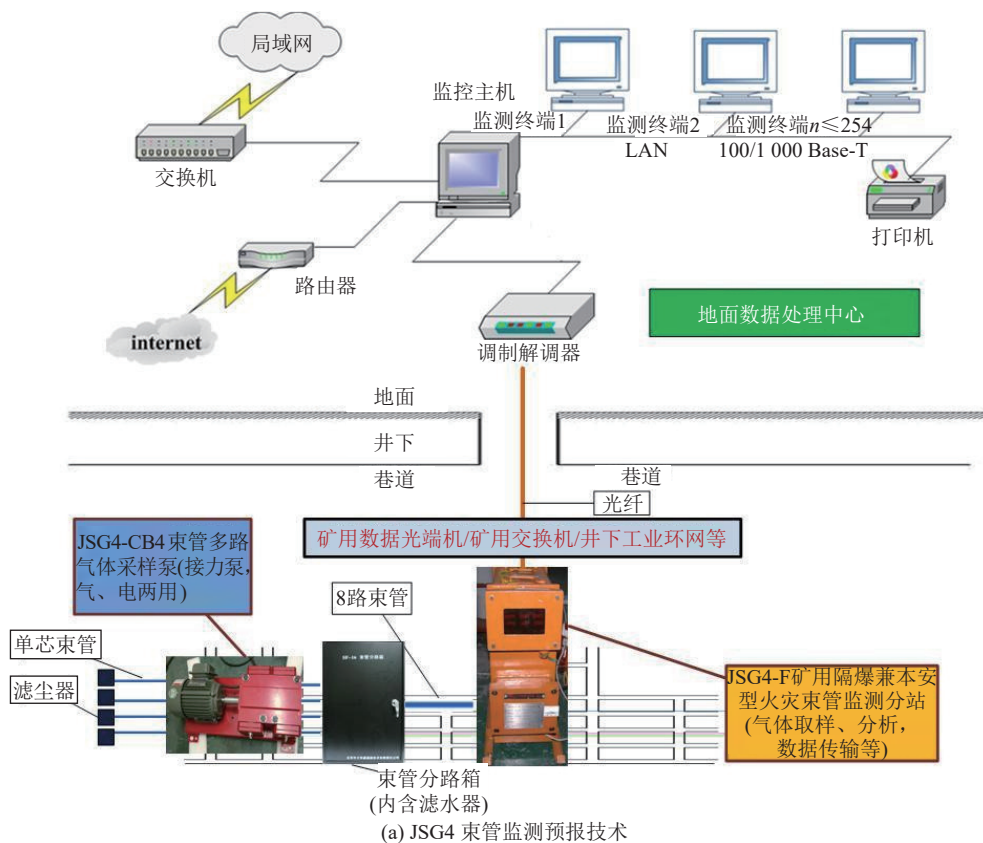 局域网
监控主机
监测终端1
监测终端2
监测终端n≤254
LAN
100/1 000 Base-T
交换机
打印机
路由器
internet
调制解调器
地面数据处理中心
地面
井下
巷道
巷道
光纤
矿用数据光端机/矿用交换机/井下工业环网等
JSG4-CB4束管多路
气体采样泵(接力泵,
气、电两用)
8路束管
单芯束管
滤尘器
JSG4-F矿用隔爆兼本安
型火灾束管监测分站
(气体取样、分析，
数据传输等)
束管分路箱
(内含滤水器)
(a) JSG4 束管监测预报技术